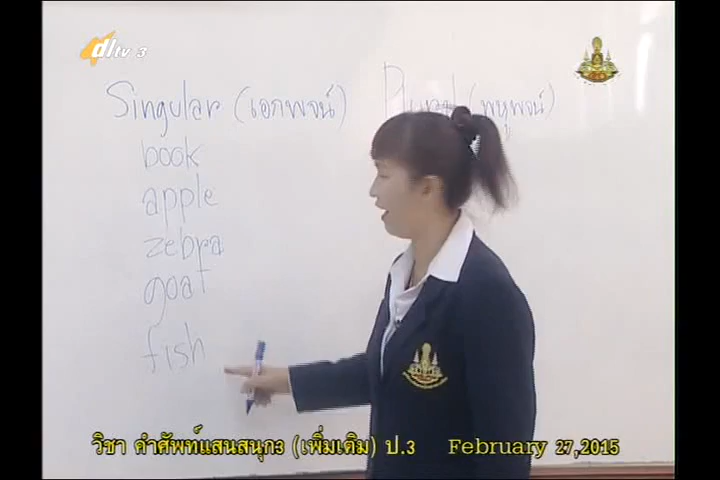 dltv 3
Singular (เอกพจน์) Plural (พหูพจน์)
book
apple
zebra
goat
fish
วิชา คำศัพท์แสนสนุก3 (เพิ่มเติม) ป.3 February 27,2015